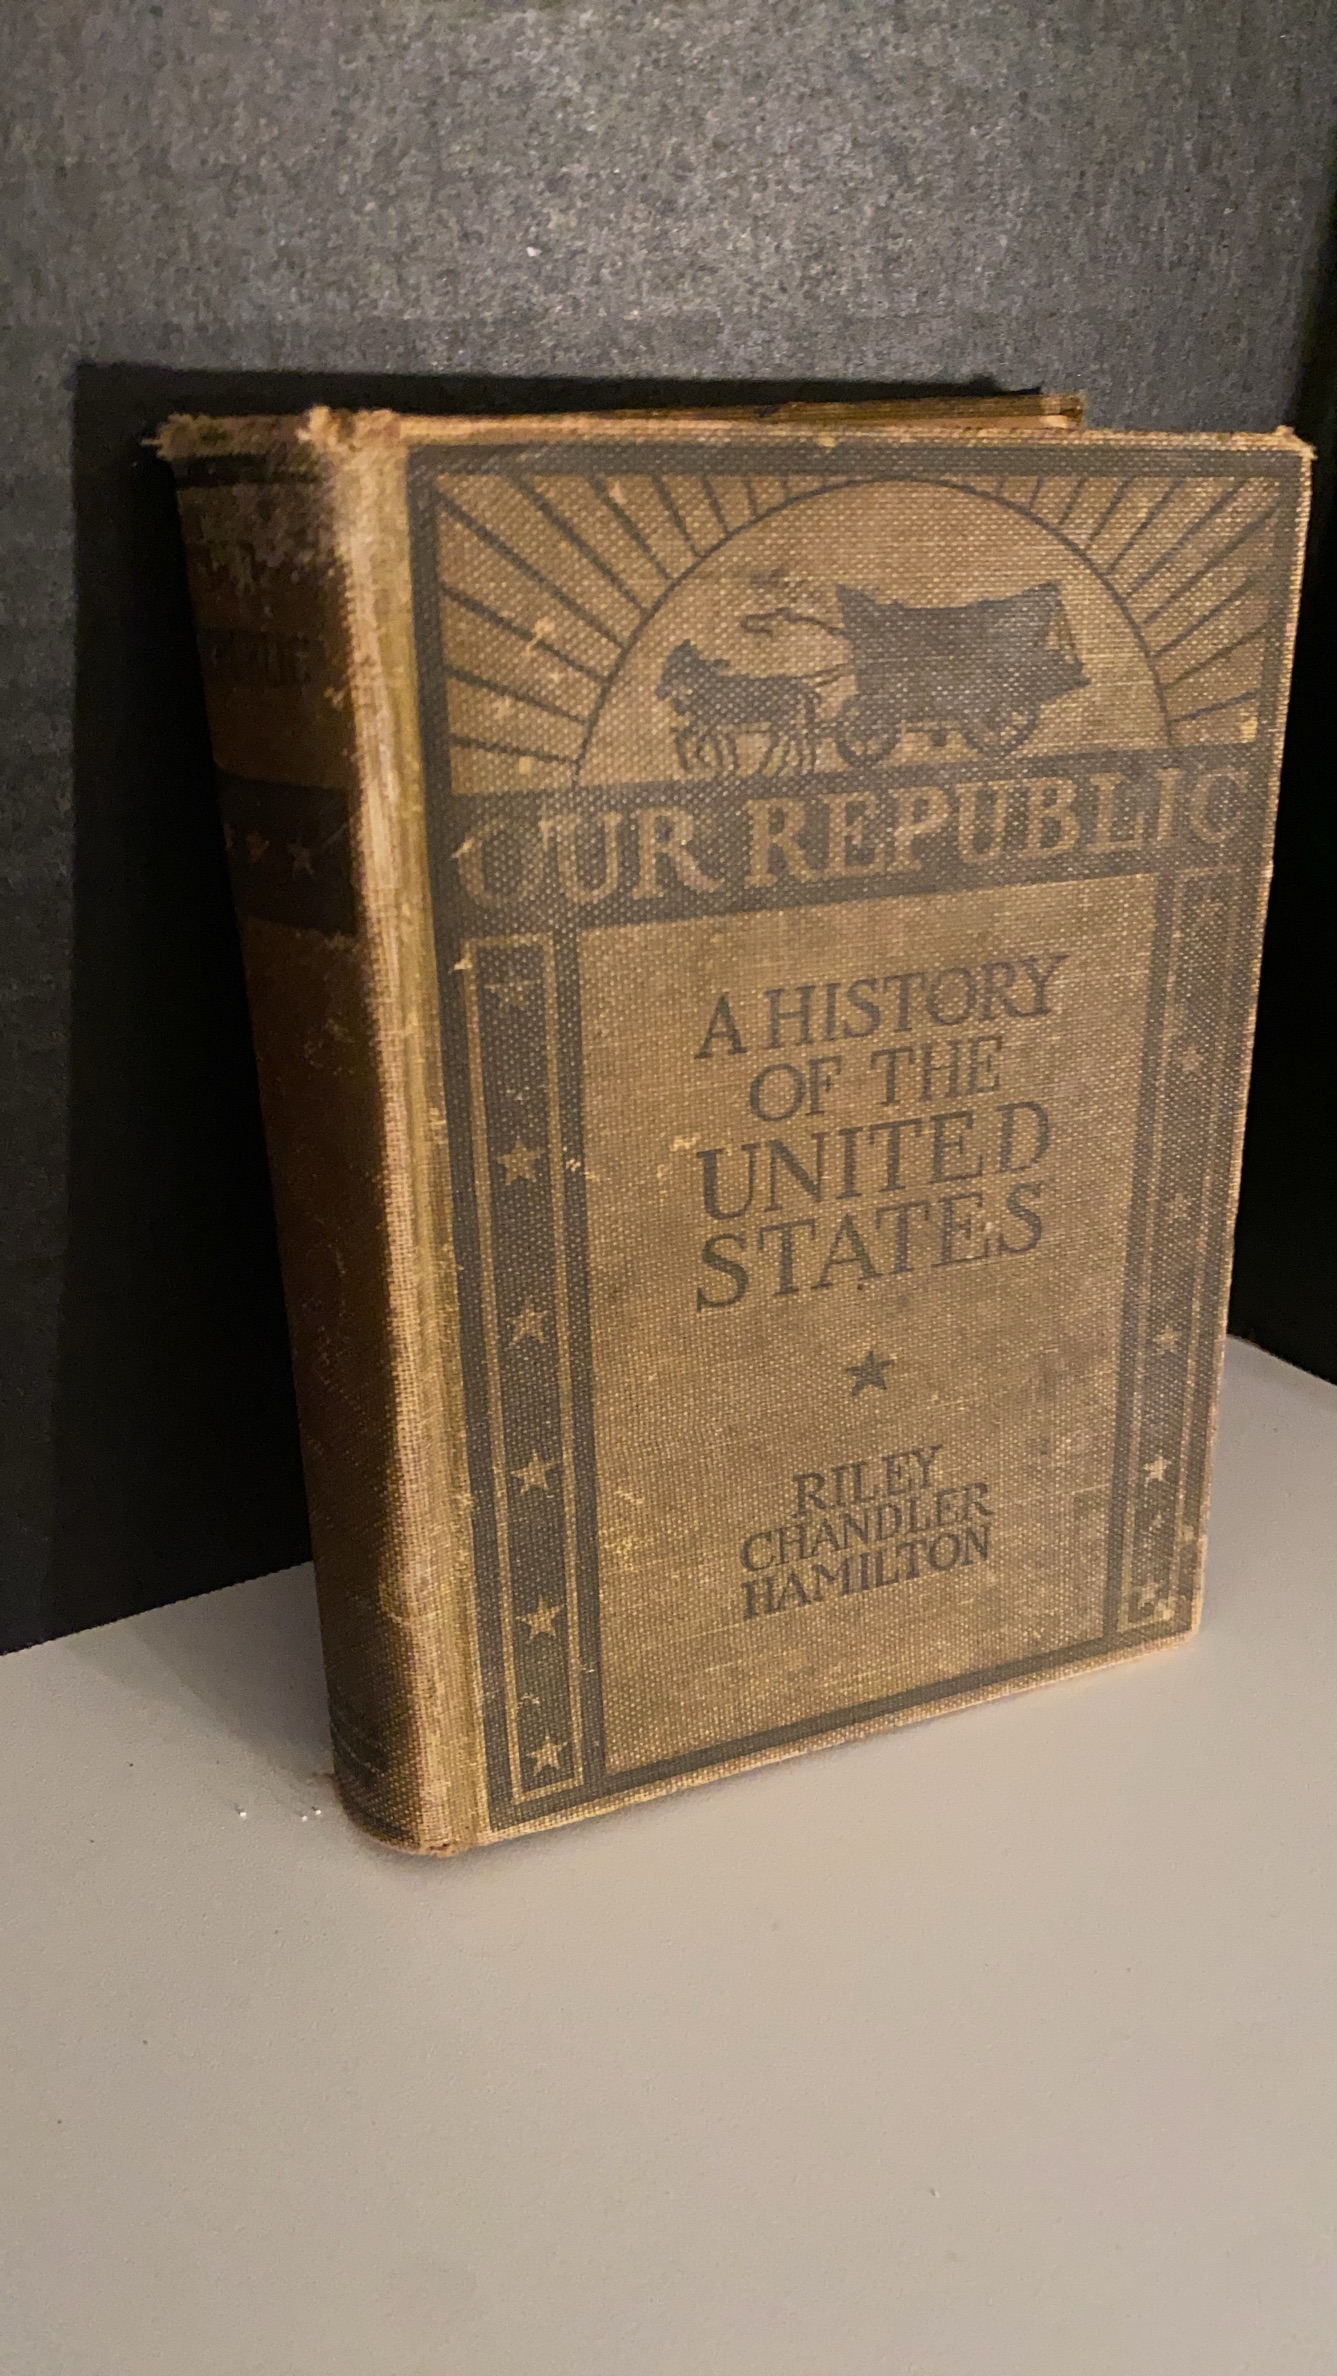 OUR REPUBLIC
A HISTORY
OF THE
UNITED
STATES
RILEY
CHANDLER
HAMILTON